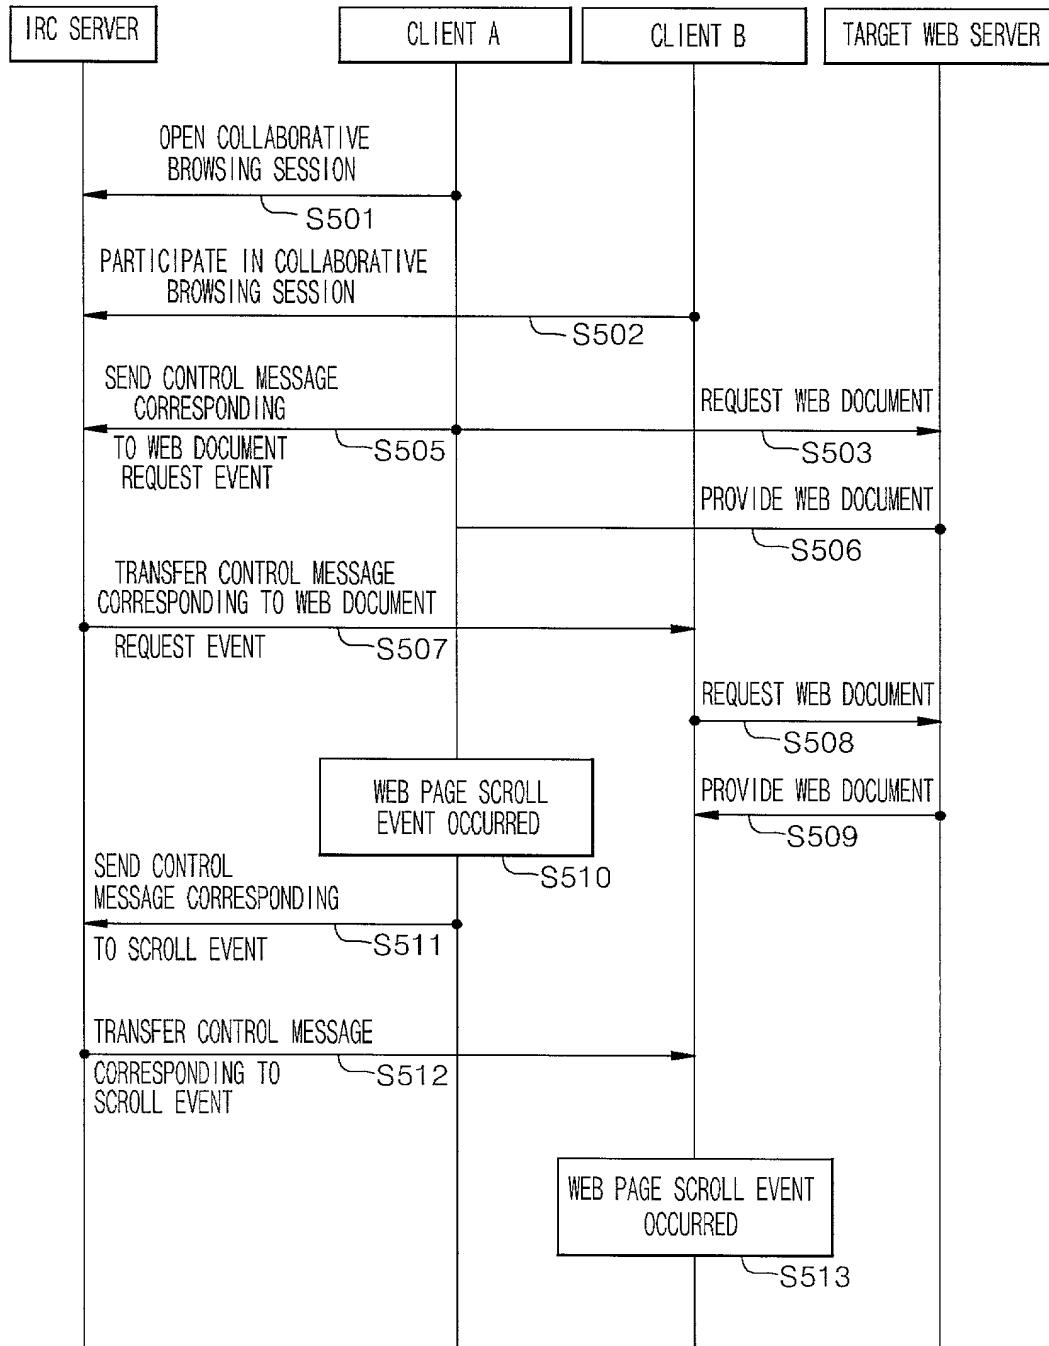 IRC SERVER
CLIENT A
CLIENT B
TARGET WEB SERVER
OPEN COLLABORATIVE
BROWSING SESSION
S501
PARTICIPATE IN COLLABORATIVE
BROWSING SESSION
S502
SEND CONTROL MESSAGE
CORRESPONDING
TO WEB DOCUMENT
REQUEST EVENT
S505
REQUEST WEB DOCUMENT
S503
PROVIDE WEB DOCUMENT
S506
TRANSFER CONTROL MESSAGE
CORRESPONDING TO WEB DOCUMENT
REQUEST EVENT
S507
REQUEST WEB DOCUMENT
S508
WEB PAGE SCROLL
EVENT OCCURRED
S510
PROVIDE WEB DOCUMENT
S509
SEND CONTROL
MESSAGE CORRESPONDING
TO SCROLL EVENT
S511
TRANSFER CONTROL MESSAGE
CORRESPONDING TO
SCROLL EVENT
S512
WEB PAGE SCROLL EVENT
OCCURRED
S513